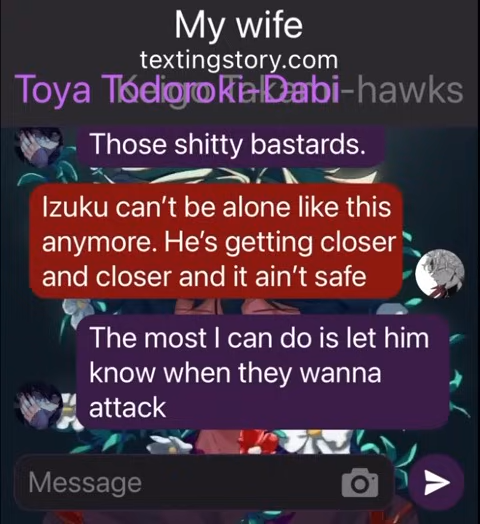 My wife
textingstory.com
Toya Todoroki-Dabi
Keigo Takami-hawks
Those shitty bastards.
Izuku can't be alone like this
anymore. He's getting closer
and closer and it ain't safe
The most I can do is let him
know when they wanna
attack
Message